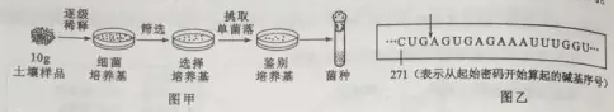 逐级
稀释
筛选
挑取
单菌落
10g
土壤样品
细菌
培养基
选择
培养基
鉴别
培养基
菌种
图甲
…CUGAGUGAGAAAUUUGGU…
271(表示从起始密码开始算起的碱基序号)
图乙